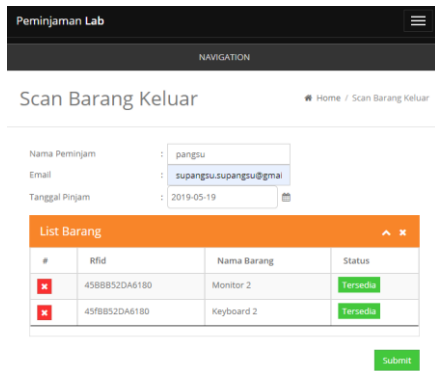 Peminjaman Lab
NAVIGATION
Scan Barang Keluar
Home / Scan Barang Keluar
Nama Peminjam : pangsu
Email : supangsu.supangsu@gmai
Tanggal Pinjam : 2019-05-19
List Barang
# Rfid Nama Barang Status
45BBB52DA6180 Monitor 2 Tersedia
45fBB52DA6180 Keyboard 2 Tersedia
Submit